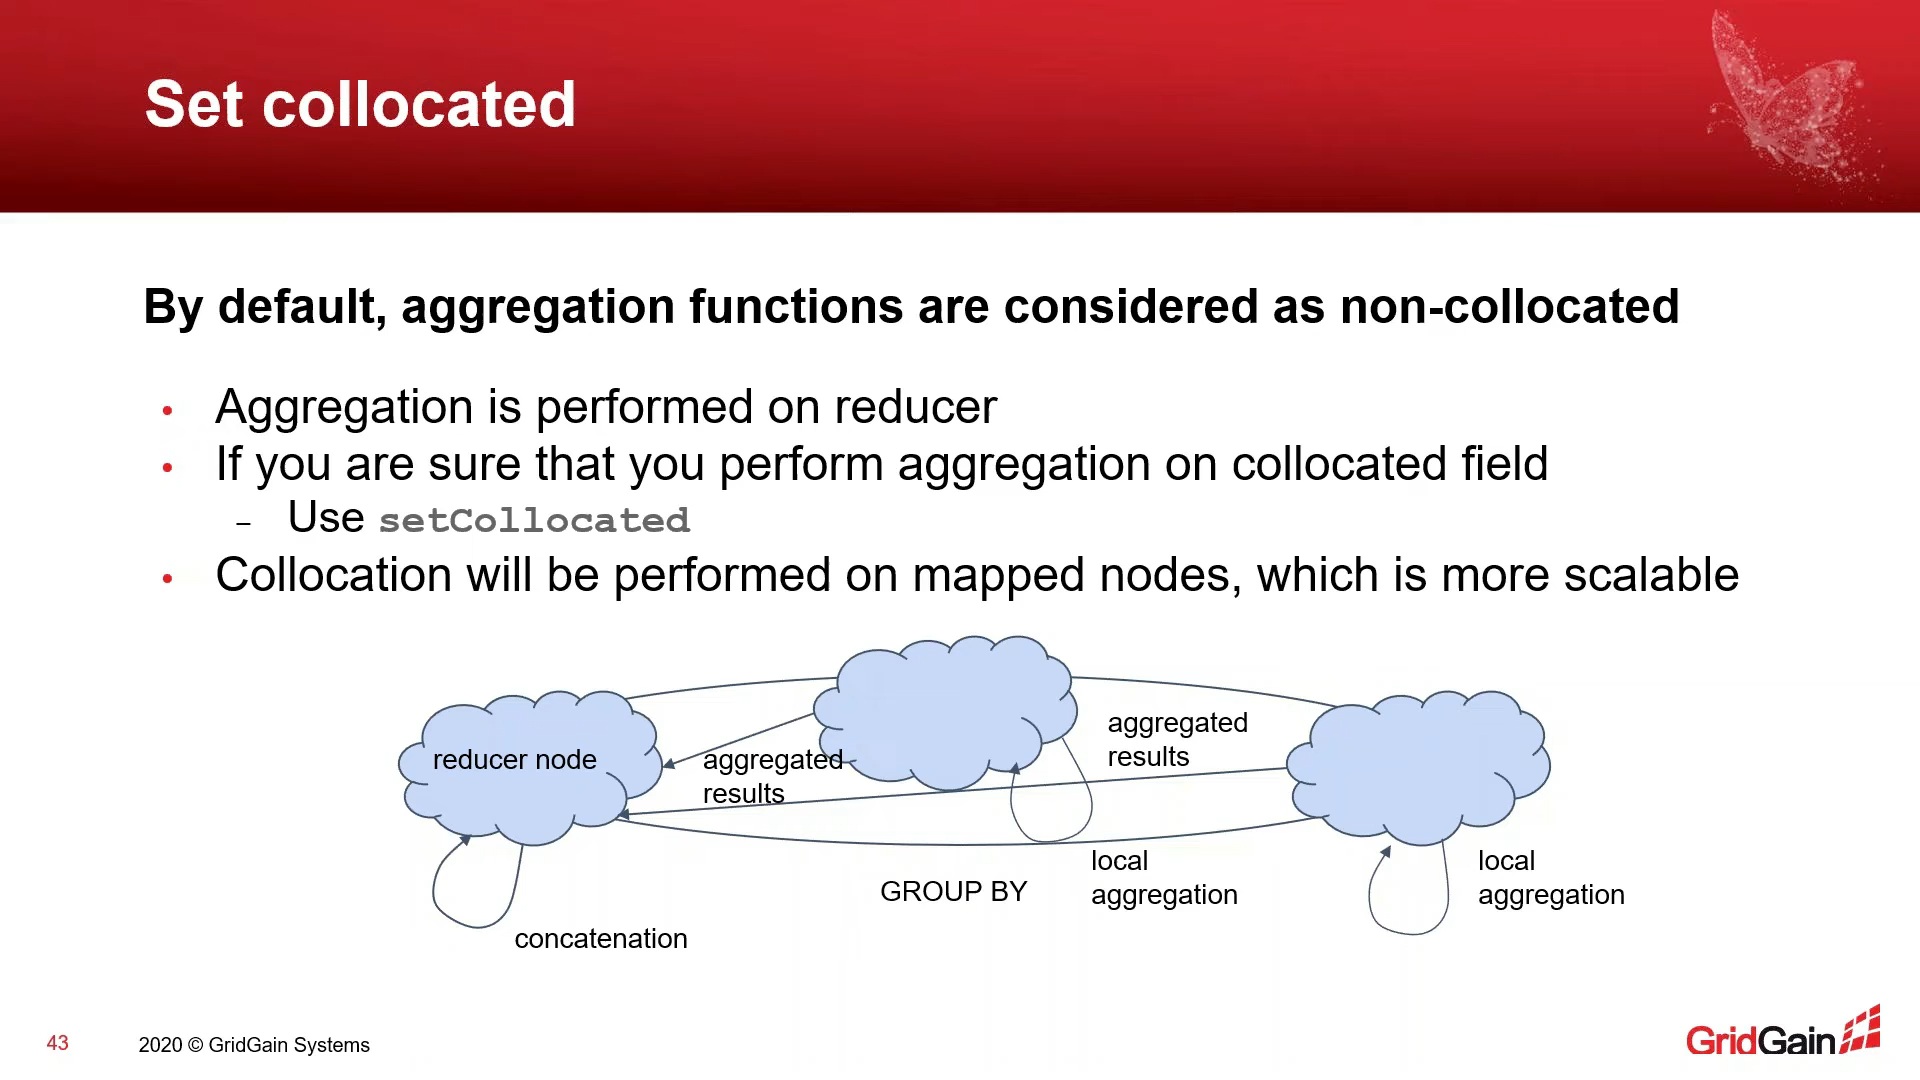 Set collocated
By default, aggregation functions are considered as non-collocated
• Aggregation is performed on reducer
• If you are sure that you perform aggregation on collocated field
– Use setCollocated
• Collocation will be performed on mapped nodes, which is more scalable
reducer node
aggregated
results
aggregated
results
local
aggregation
GROUP BY
local
aggregation
concatenation
43
2020 © GridGain Systems
GridGain